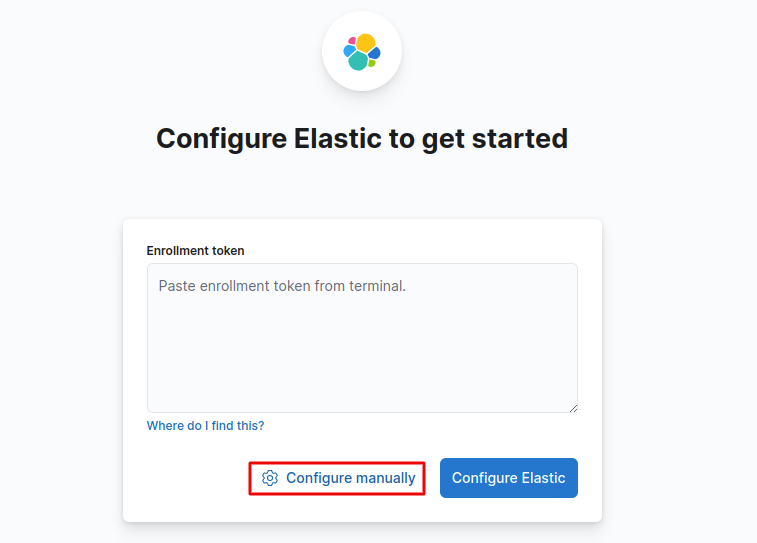 Configure Elastic to get started
Enrollment token
Paste enrollment token from terminal.
Where do I find this?
Configure manually
Configure Elastic